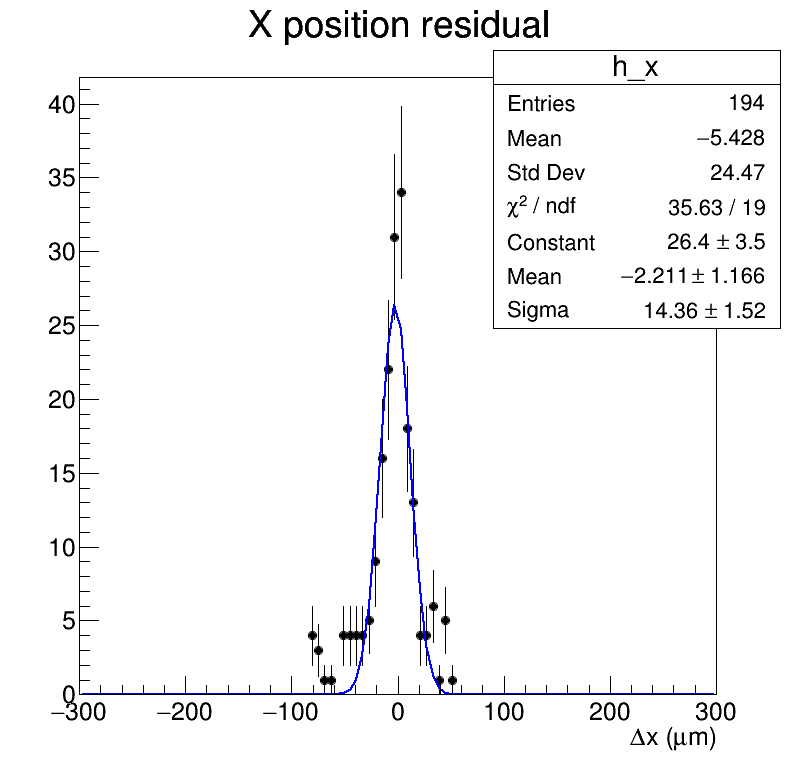 X position residual
h_x
Entries 194
Mean −5.428
Std Dev 24.47
χ² / ndf 35.63 / 19
Constant 26.4 ± 3.5
Mean −2.211 ± 1.166
Sigma 14.36 ± 1.52
40
35
30
25
20
15
10
5
0
−300 −200 −100 0 100 200 300
Δx (μm)